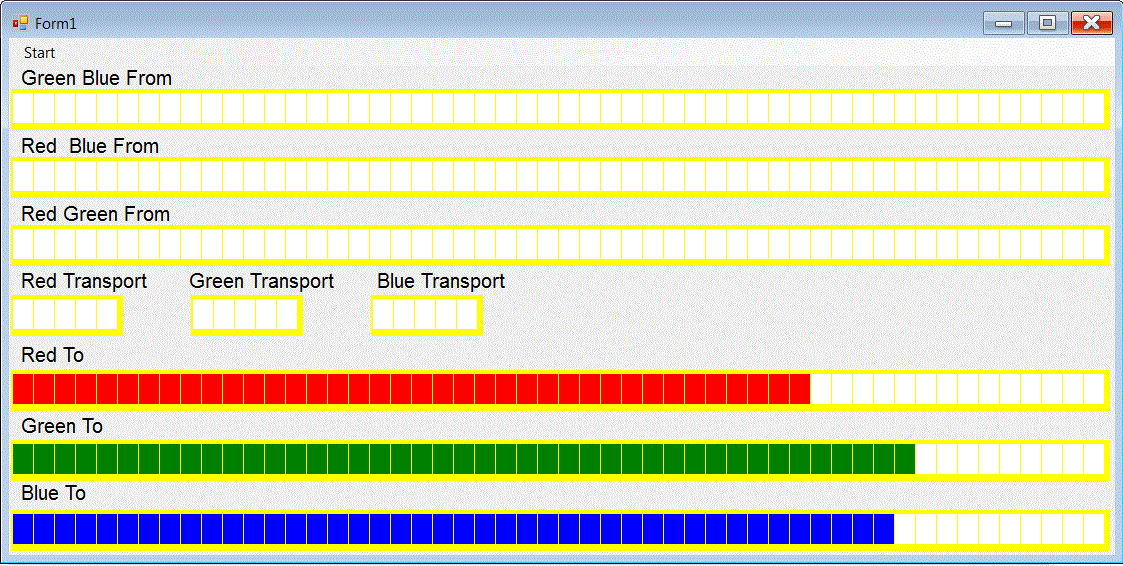 Form1
Start
Green Blue From
Red  Blue From
Red Green From
Red Transport Green Transport Blue Transport
Red To
Green To
Blue To